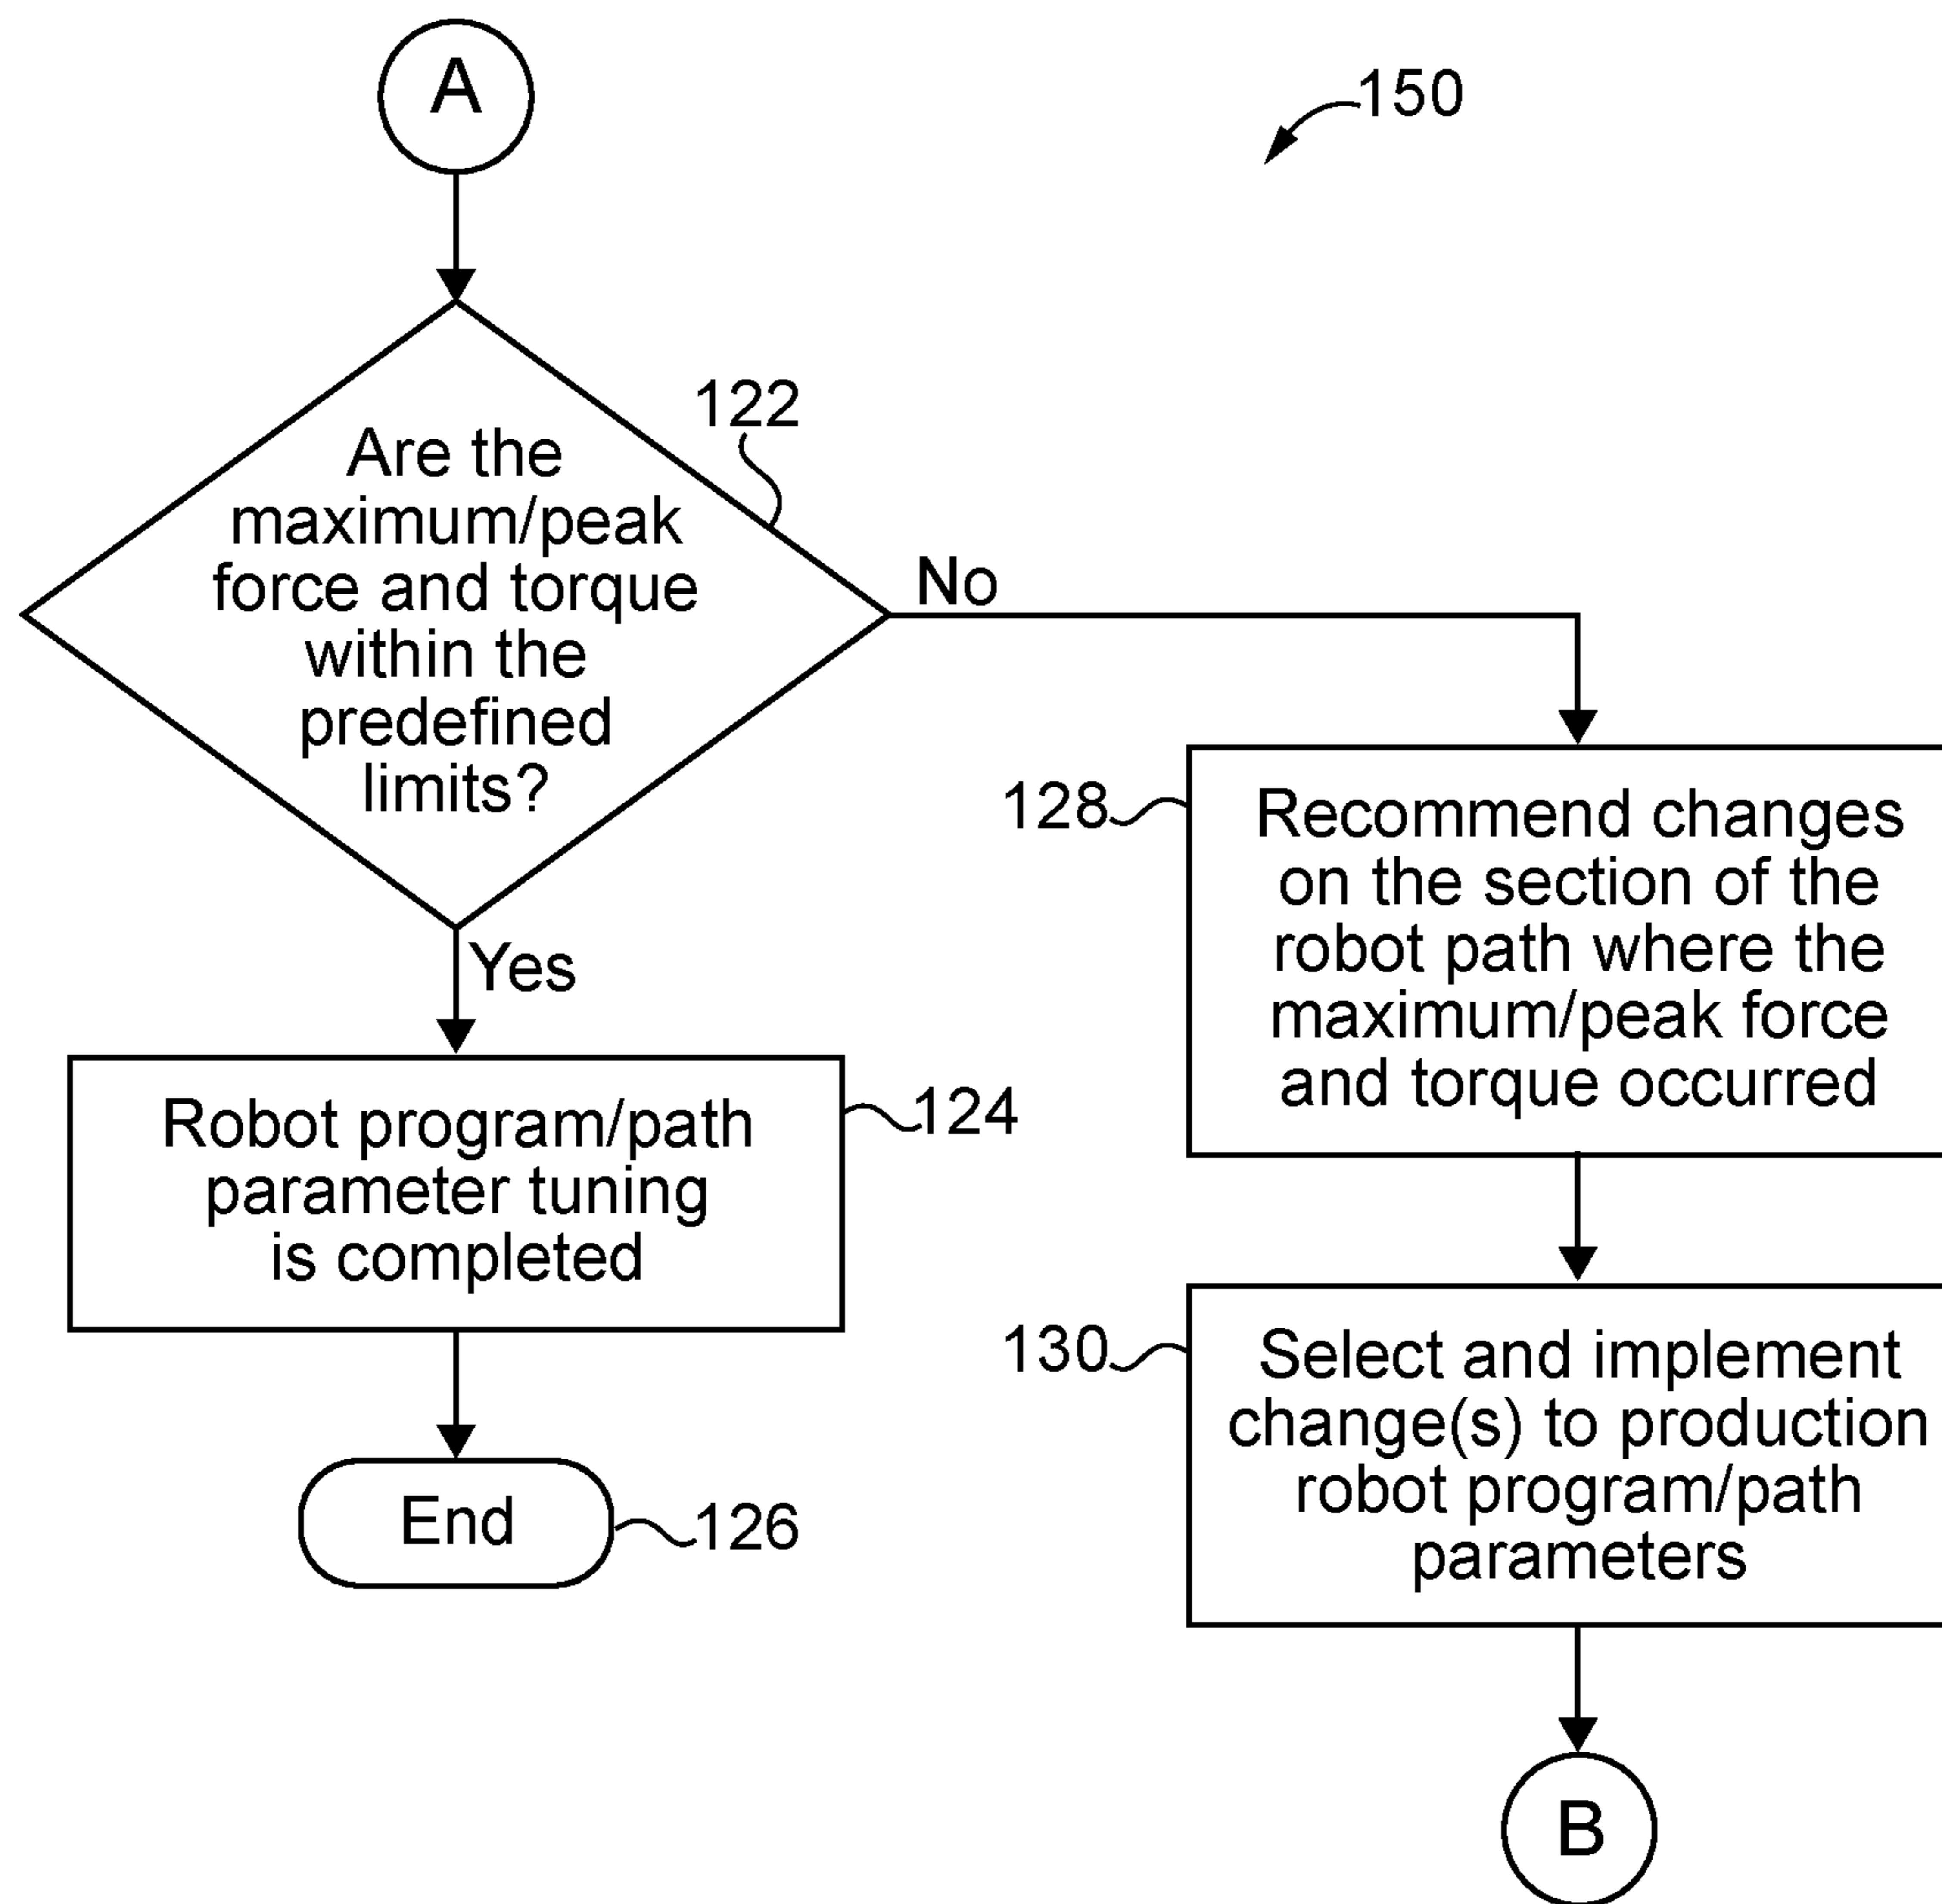 A
150
122
Are the
maximum/peak
force and torque
within the
predefined
limits?
No
Yes
128
Recommend changes
on the section of the
robot path where the
maximum/peak force
and torque occurred
124
Robot program/path
parameter tuning
is completed
130
Select and implement
change(s) to production
robot program/path
parameters
End
126
B